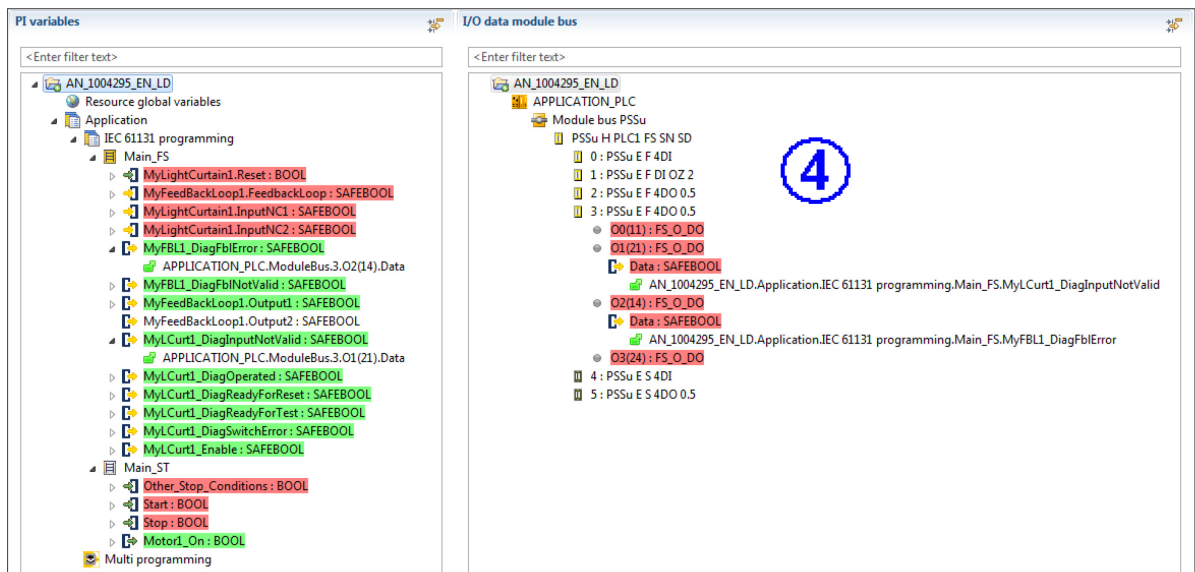 PI variables
<Enter filter text>
AN_1004295_EN_LD
Resource global variables
Application
IEC 61131 programming
Main_FS
MyLightCurtain1.Reset : BOOL
MyFeedBackLoop1.FeedbackLoop : SAFEBOOL
MyLightCurtain1.InputNC1 : SAFEBOOL
MyLightCurtain1.InputNC2 : SAFEBOOL
MyFBL1_DiagFblError : SAFEBOOL
APPLICATION_PLC.ModuleBus.3.O2(14).Data
MyFBL1_DiagFblNotValid : SAFEBOOL
MyFeedBackLoop1.Output1 : SAFEBOOL
MyFeedBackLoop1.Output2 : SAFEBOOL
MyLCurt1_DiagInputNotValid : SAFEBOOL
APPLICATION_PLC.ModuleBus.3.O1(21).Data
MyLCurt1_DiagOperated : SAFEBOOL
MyLCurt1_DiagReadyForReset : SAFEBOOL
MyLCurt1_DiagReadyForTest : SAFEBOOL
MyLCurt1_DiagSwitchError : SAFEBOOL
MyLCurt1_Enable : SAFEBOOL
Main_ST
Other_Stop_Conditions : BOOL
Start : BOOL
Stop : BOOL
Motor1_On : BOOL
Multi programming
I/O data module bus
<Enter filter text>
AN_1004295_EN_LD
APPLICATION_PLC
Module bus PSSu
PSSu H PLC1 FS SN SD
0 : PSSu E F 4DI
1 : PSSu E F DI OZ 2
2 : PSSu E F 4DO 0.5
3 : PSSu E F 4DO 0.5
O0(11) : FS_O_DO
O1(21) : FS_O_DO
Data : SAFEBOOL
AN_1004295_EN_LD.Application.IEC 61131 programming.Main_FS.MyLCurt1_DiagInputNotValid
O2(14) : FS_O_DO
Data : SAFEBOOL
AN_1004295_EN_LD.Application.IEC 61131 programming.Main_FS.MyFBL1_DiagFblError
O3(24) : FS_O_DO
4 : PSSu E S 4DI
5 : PSSu E S 4DO 0.5
4